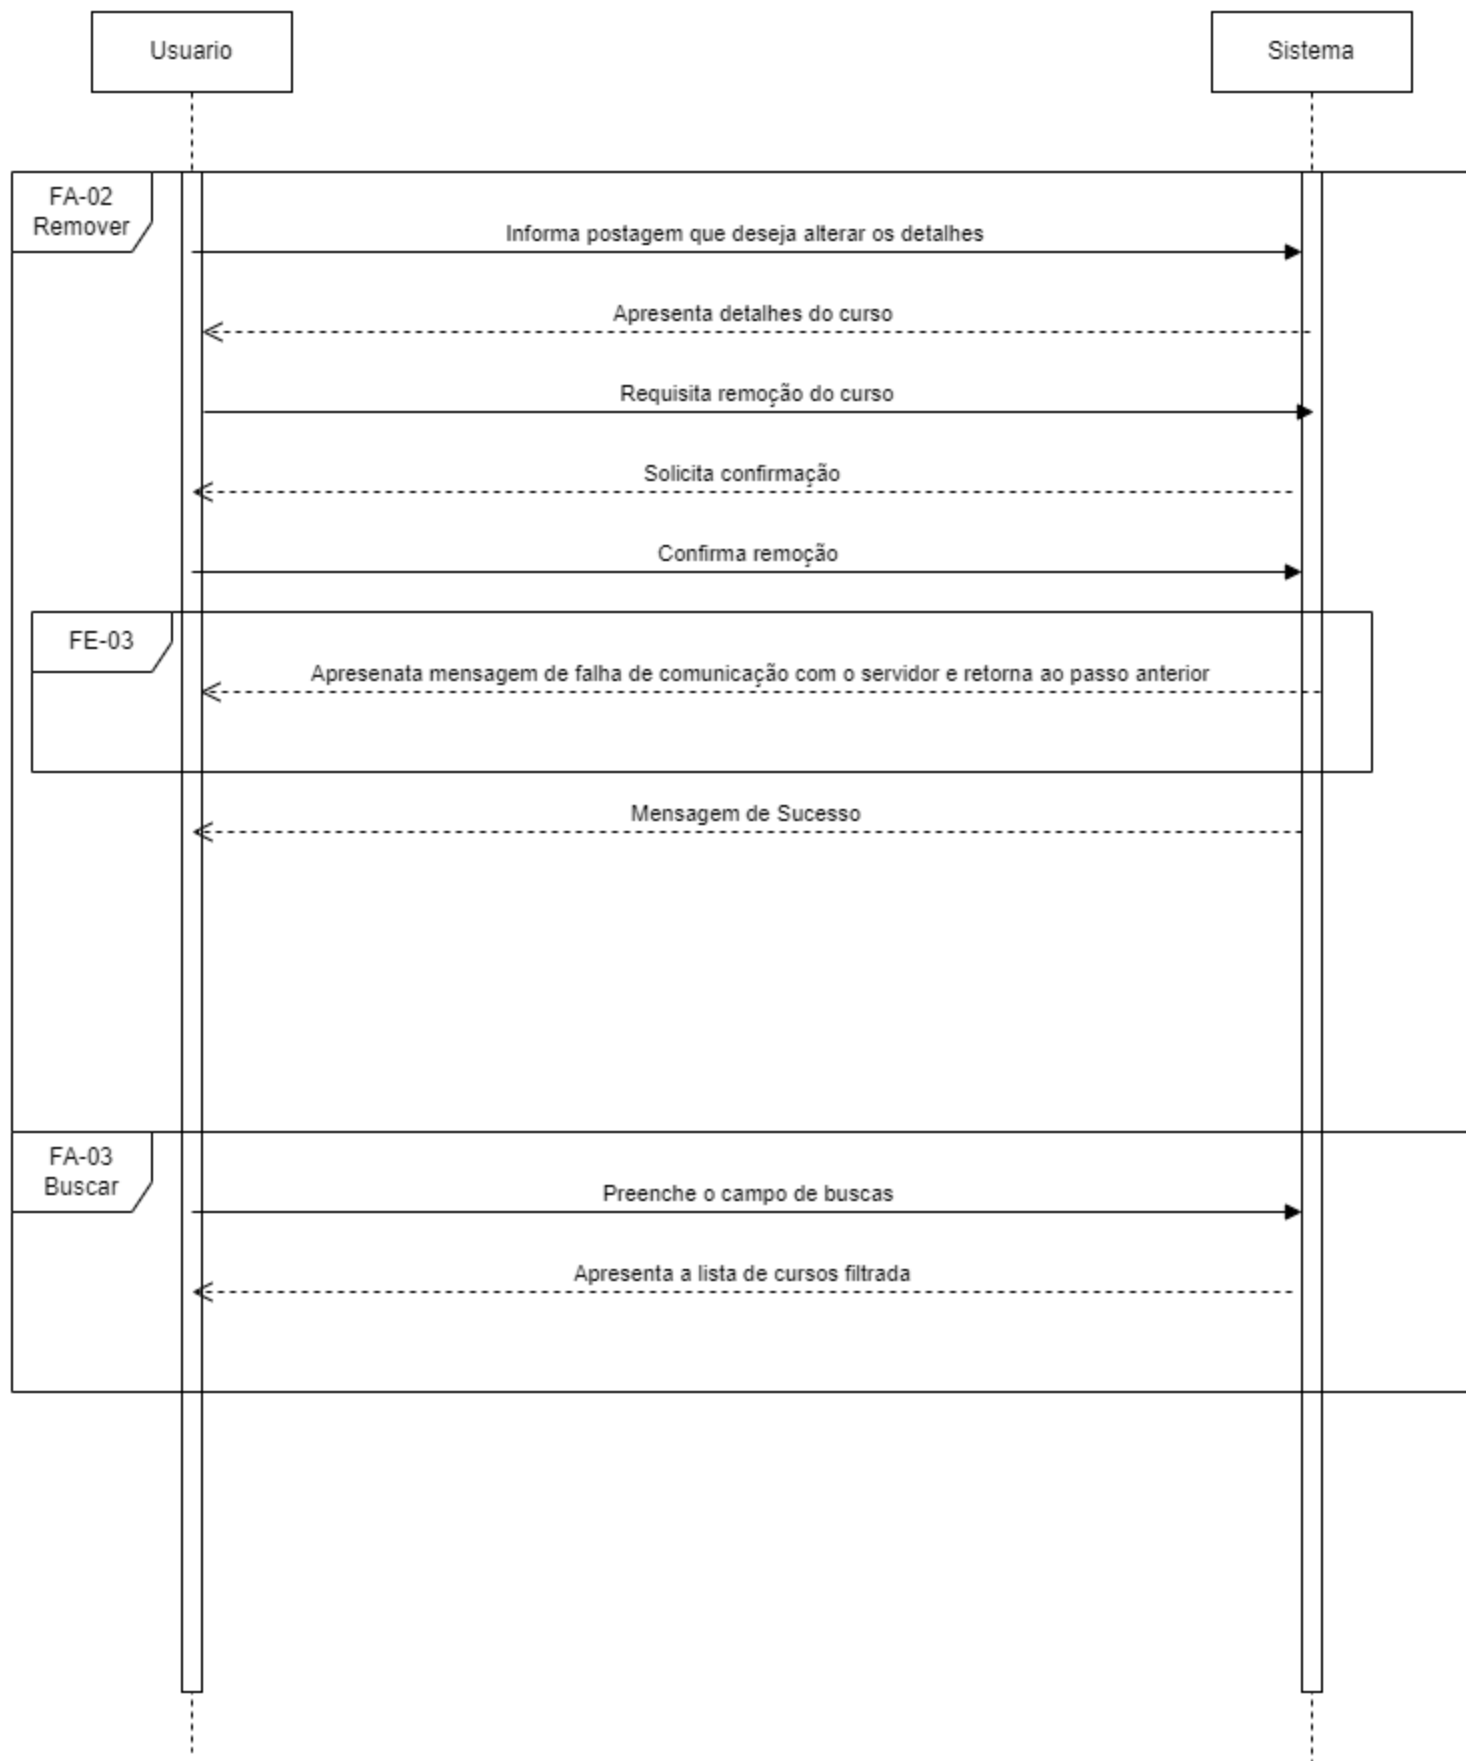 Usuario
Sistema
FA-02
Remover
Informa postagem que deseja alterar os detalhes
Apresenta detalhes do curso
Requisita remoção do curso
Solicita confirmação
Confirma remoção
FE-03
Apresenata mensagem de falha de comunicação com o servidor e retorna ao passo anterior
Mensagem de Sucesso
FA-03
Buscar
Preenche o campo de buscas
Apresenta a lista de cursos filtrada